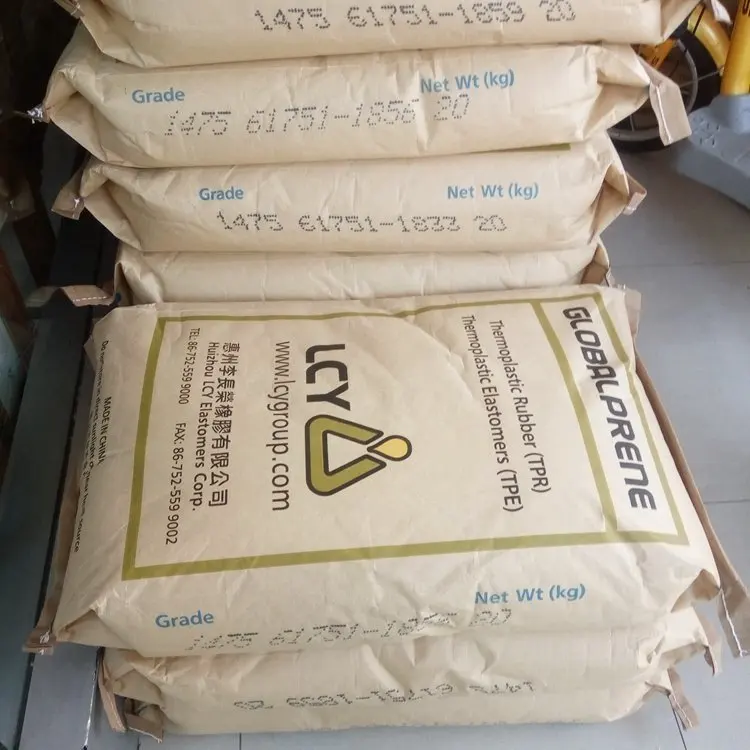 1475 61751-1859 20
Grade Net Wt (kg)
1475 61751-1856 20
Grade Net Wt (kg)
1475 61751-1833 20
GLOBALPRENE
Thermoplastic Rubber (TPR)
Thermoplastic Elastomers (TPE)
LCY
www.lcygroup.com
惠州李長榮橡膠有限公司
Huizhou LCY Elastomers Corp.
TEL: 86-752-559 9000 FAX: 86-752-559 9002
MADE IN CHINA
Grade Net Wt (kg)
1475 61751- 20